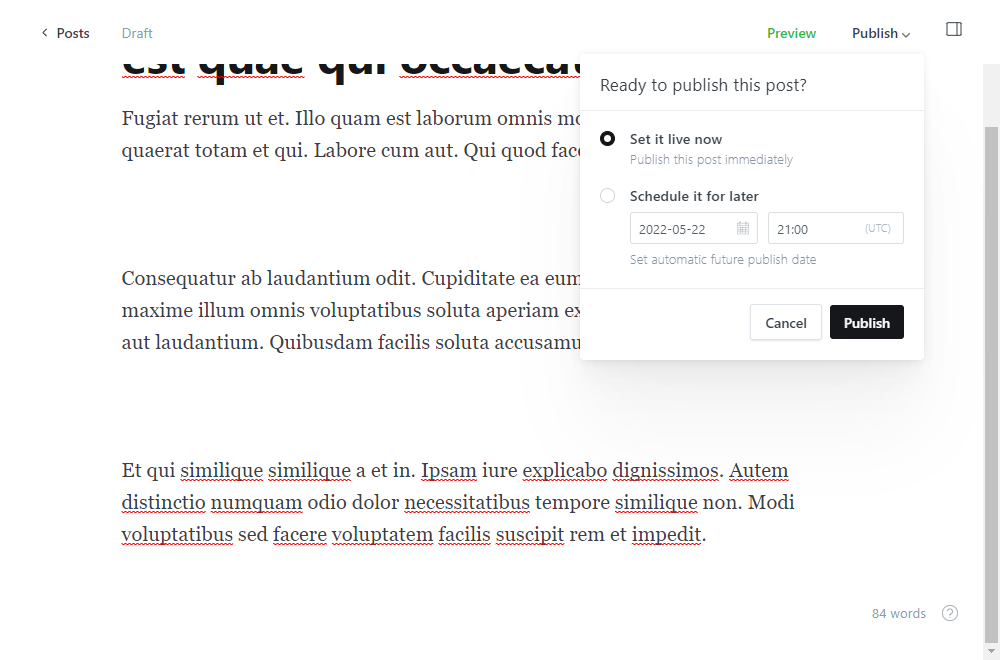 Posts
Draft
Preview
Publish
est quae qui occaecat
Ready to publish this post?
Fugiat rerum ut et. Illo quam est laborum omnis
quaerat totam et qui. Labore cum aut. Qui quod
Set it live now
Publish this post immediately
Schedule it for later
2022-05-22
21:00
(UTC)
Set automatic future publish date
Consequatur ab laudantium odit. Cupiditate ea eum
maxime illum omnis voluptatibus soluta aperiam
aut laudantium. Quibusdam facilis soluta
Cancel
Publish
Et qui similique similique a et in. Ipsam iure explicabo dignissimos. Autem
distinctio numquam odio dolor necessitatibus tempore similique non. Modi
voluptatibus sed facere voluptatem facilis suscipit rem et impedit.
84 words
?